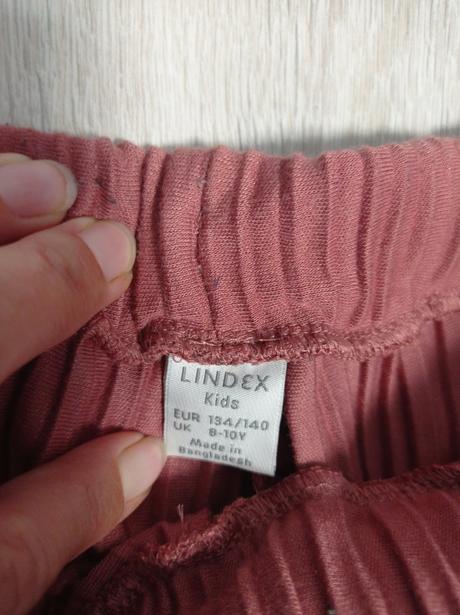 LINDEX
Kids
EUR 134/140
UK 8-10Y
Made in
Bangladesh